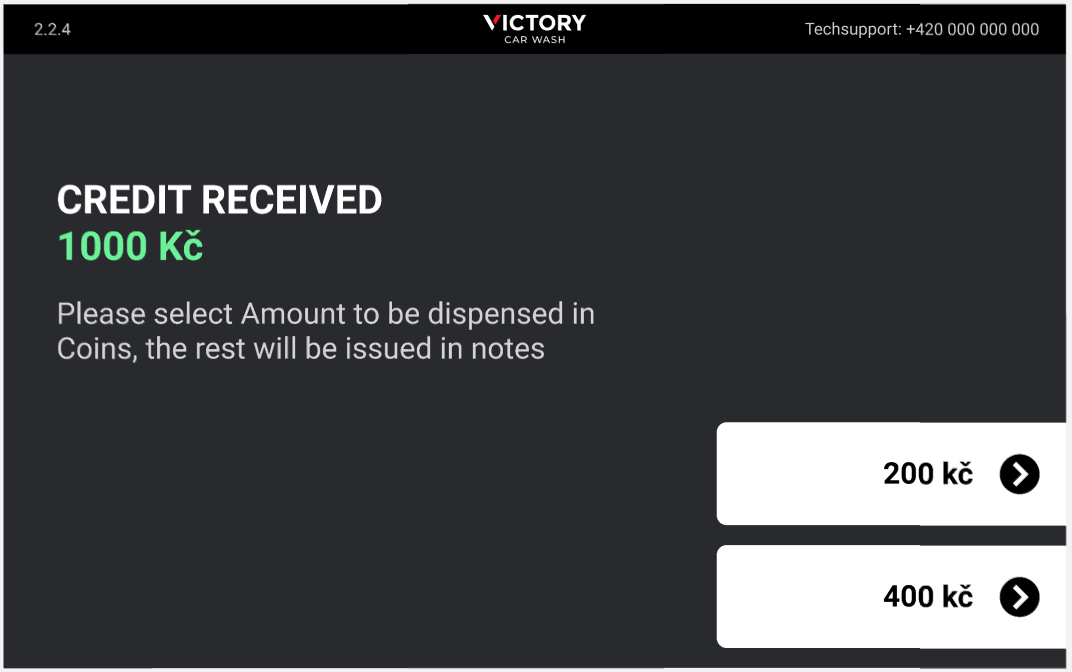 2.2.4
VICTORY
CAR WASH
Techsupport: +420 000 000 000
CREDIT RECEIVED
1000 Kč
Please select Amount to be dispensed in
Coins, the rest will be issued in notes
200 kč
400 kč